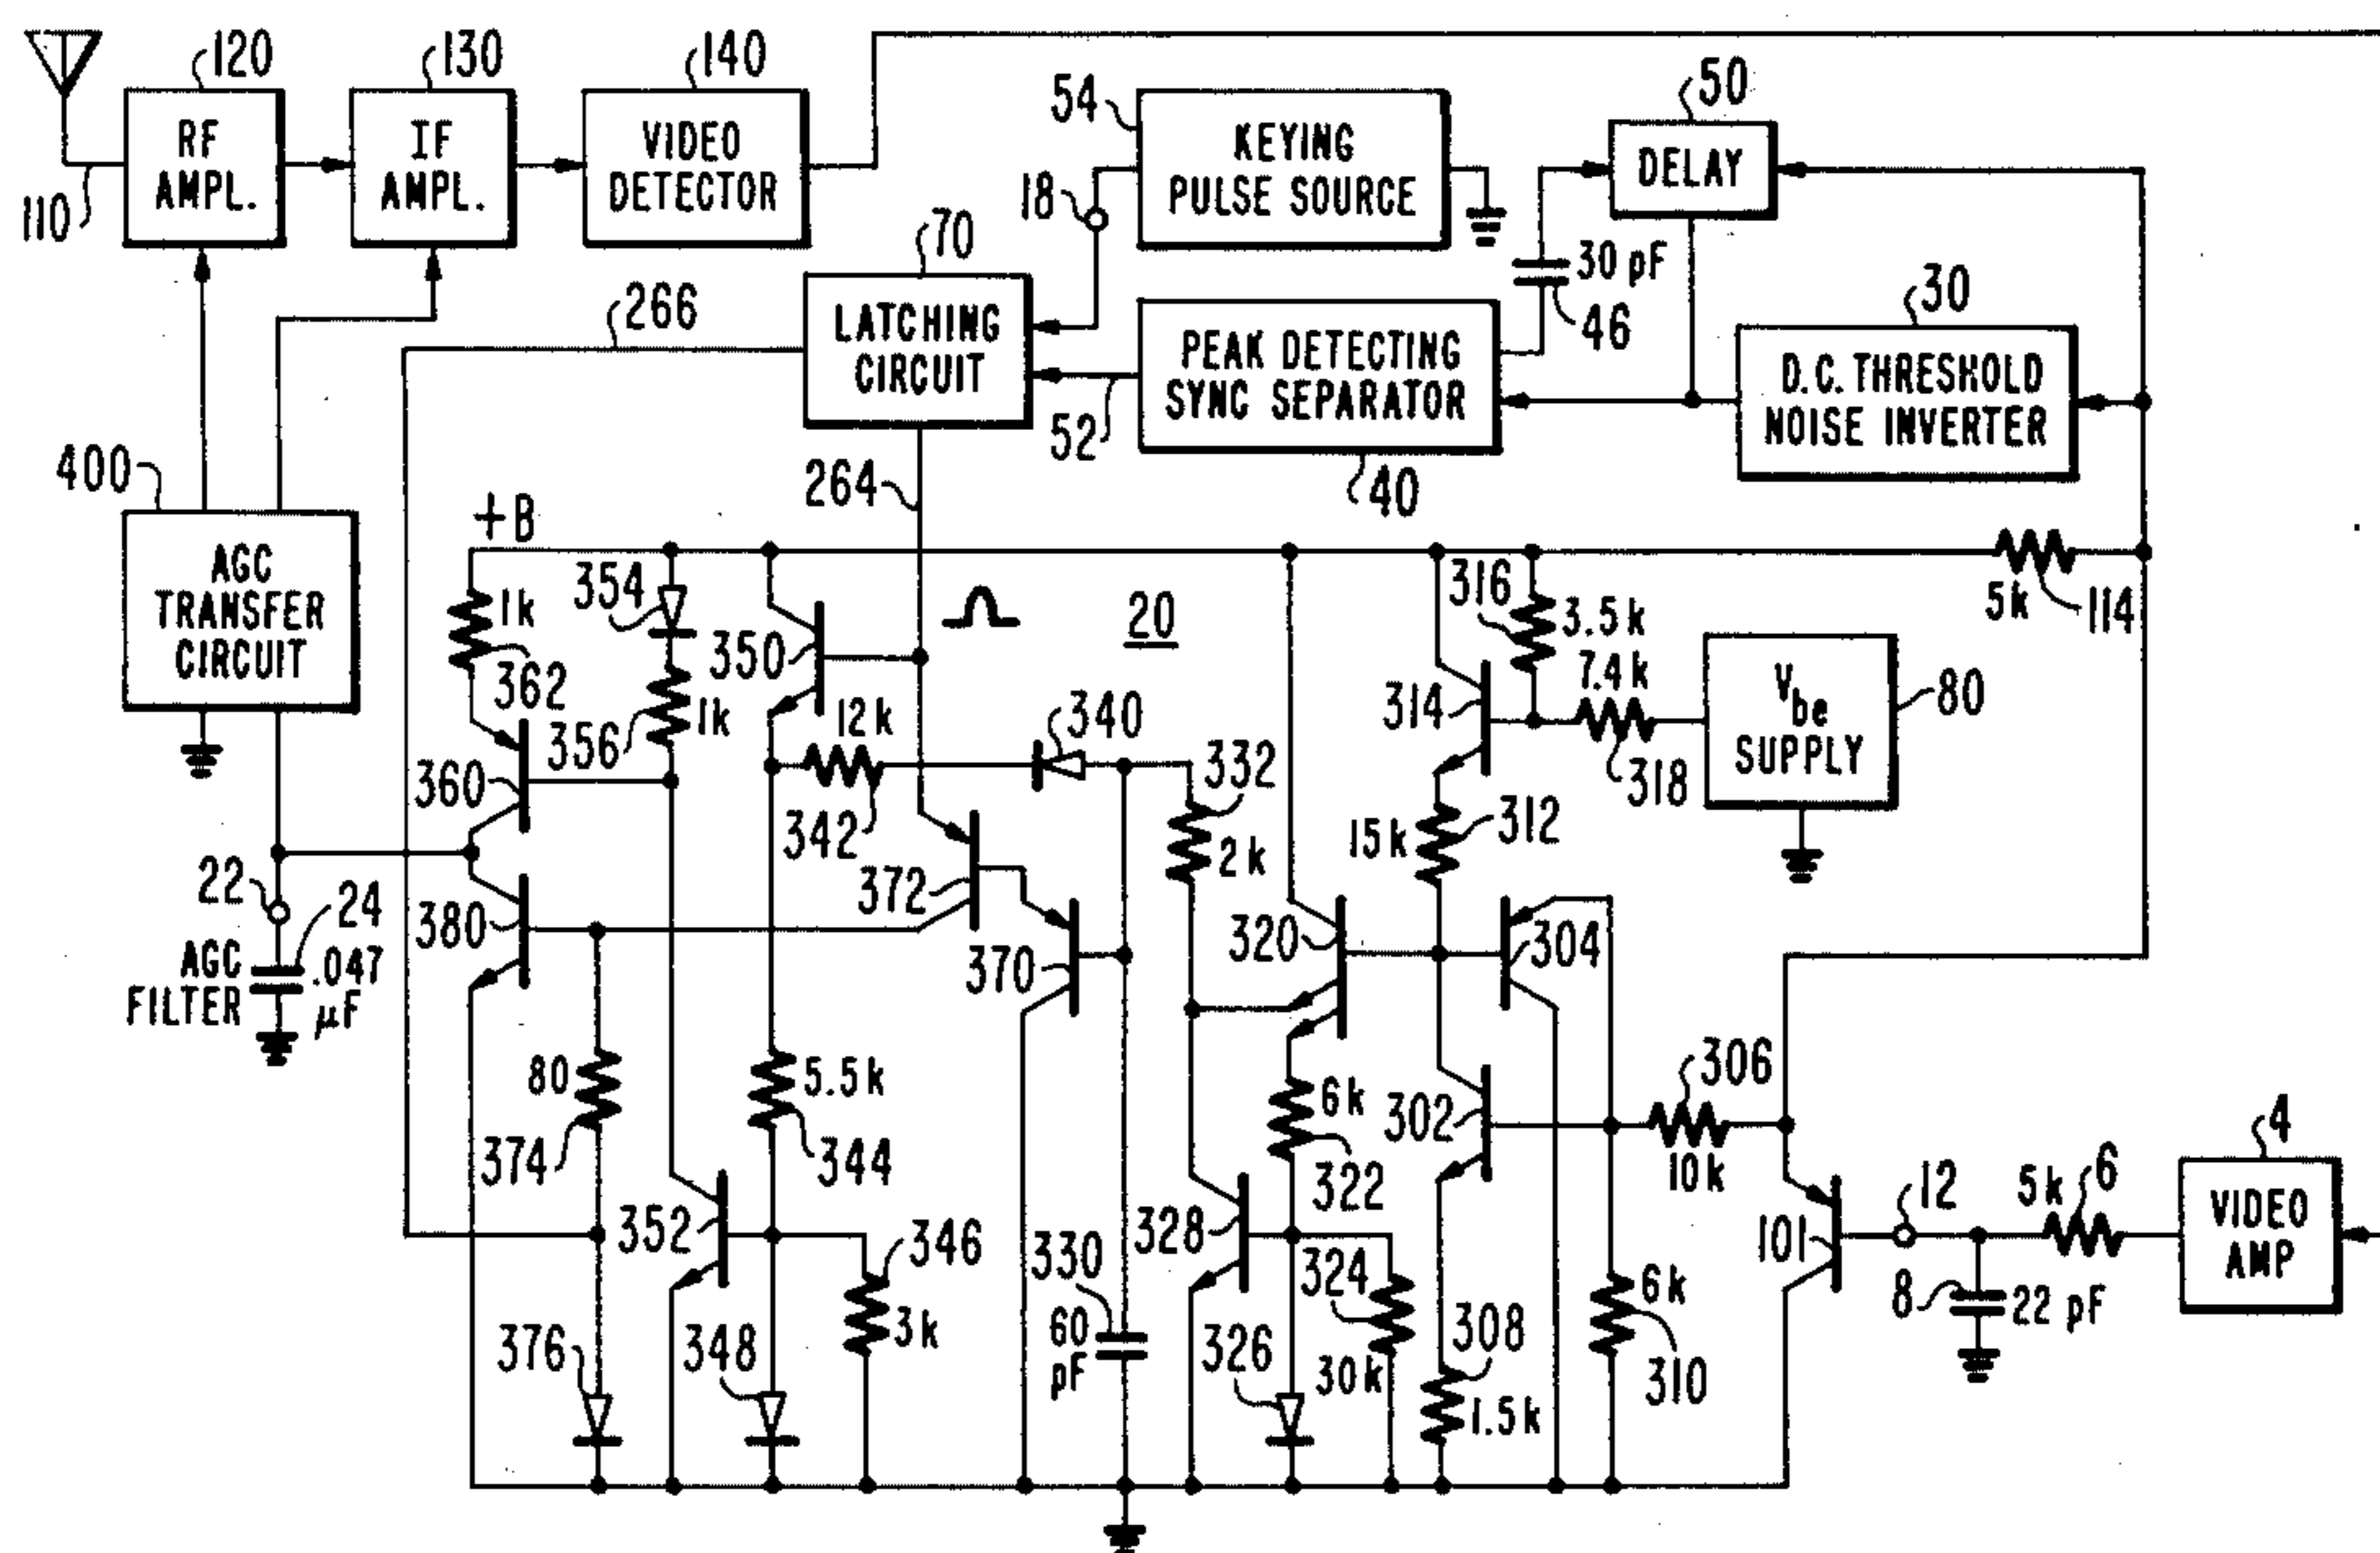 120
130
140
54
50
RF
AMPL.
IF
AMPL.
VIDEO
DETECTOR
KEYING
PULSE SOURCE
DELAY
110
18
70
30 pF
46
30
266
LATCHING
CIRCUIT
PEAK DETECTING
SYNC SEPARATOR
D.C. THRESHOLD
NOISE INVERTER
52
40
264
400
+B
AGC
TRANSFER
CIRCUIT
354
20
316
3.5k
5k
114
1k
362
350
356
1k
12k
340
314
7.4k
318
Vbe
SUPPLY
80
360
342
332
2k
15k
312
22
24
380
372
370
320
304
AGC
FILTER
.047
µF
80
374
5.5k
344
6k
322
302
306
10k
4
352
346
3k
330
60
pF
328
324
30k
101
12
5k
6
VIDEO
AMP
8
22 pF
376
348
326
308
1.5k
6k
310